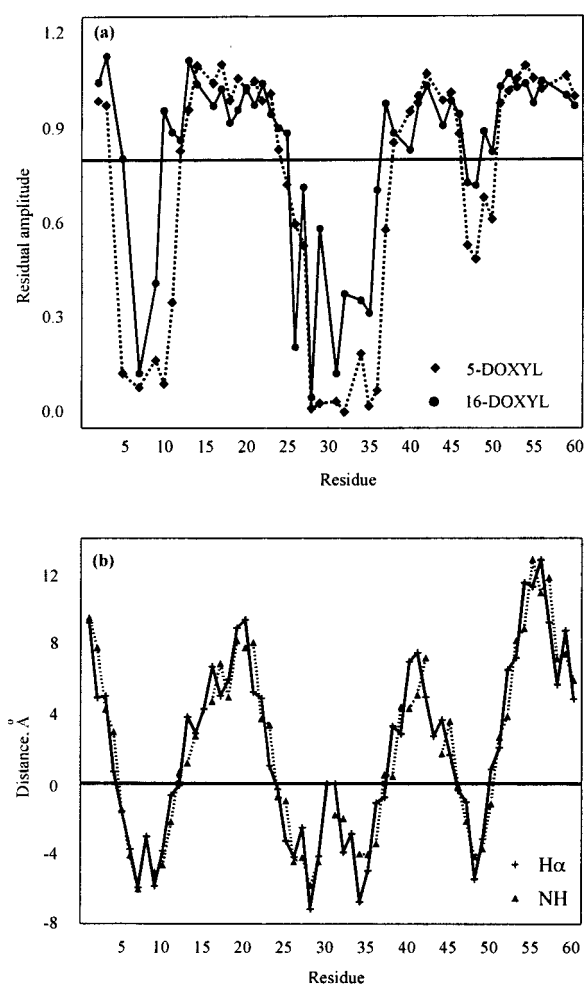 (a)
1.2
0.9
0.6
0.3
0.0
Residual amplitude
5-DOXYL
16-DOXYL
5 10 15 20 25 30 35 40 45 50 55 60
Residue
(b)
12
8
4
0
-4
-8
Distance, Å
Hα
NH
5 10 15 20 25 30 35 40 45 50 55 60
Residue